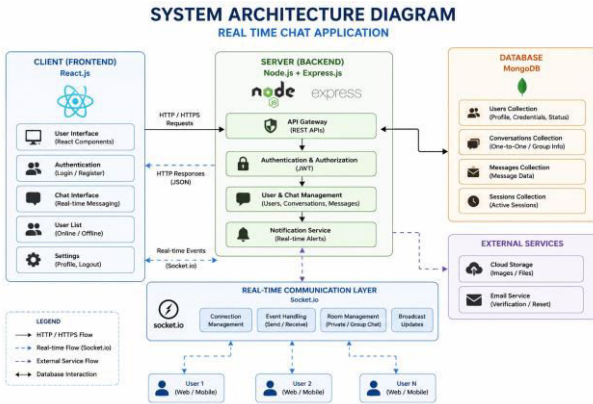 SYSTEM ARCHITECTURE DIAGRAM
REAL TIME CHAT APPLICATION
CLIENT (FRONTEND)
React.js
User Interface
(React Components)
Authentication
(Login / Register)
Chat Interface
(Real-time Messaging)
User List
(Online / Offline)
Settings
(Profile, Logout)
HTTP / HTTPS
Requests
HTTP Responses
(JSON)
Real-time Events
(Socket.io)
SERVER (BACKEND)
Node.js + Express.js
node
JS
express
API Gateway
(REST APIs)
Authentication & Authorization
(JWT)
User & Chat Management
(Users, Conversations, Messages)
Notification Service
(Real-time Alerts)
DATABASE
MongoDB
Users Collection
(Profile, Credentials, Status)
Conversations Collection
(One-to-One / Group Info)
Messages Collection
(Message Data)
Sessions Collection
(Active Sessions)
EXTERNAL SERVICES
Cloud Storage
(Images / Files)
Email Service
(Verification / Reset)
REAL-TIME COMMUNICATION LAYER
Socket.io
socket.io
Connection
Management
Event Handling
(Send / Receive)
Room Management
(Private / Group Chat)
Broadcast
Updates
LEGEND
HTTP / HTTPS Flow
Real-time Flow (Socket.io)
External Service Flow
Database Interaction
User 1
(Web / Mobile)
User 2
(Web / Mobile)
User N
(Web / Mobile)